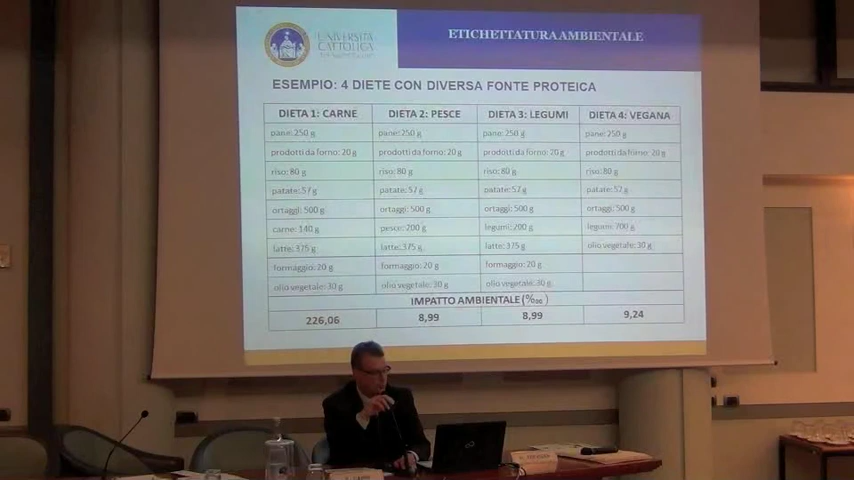 UNIVERSITÀ
CATTOLICA
ETICHETTATURA AMBIENTALE
ESEMPIO: 4 DIETE CON DIVERSA FONTE PROTEICA
DIETA 1: CARNE DIETA 2: PESCE DIETA 3: LEGUMI DIETA 4: VEGANA
pane: 250 g pane: 250 g pane: 250 g pane: 250 g
prodotti da forno: 20 g prodotti da forno: 20 g prodotti da forno: 20 g prodotti da forno: 20 g
riso: 80 g riso: 80 g riso: 80 g riso: 80 g
patate: 57 g patate: 57 g patate: 57 g patate: 57 g
ortaggi: 500 g ortaggi: 500 g ortaggi: 500 g ortaggi: 500 g
carne: 140 g pesce: 200 g legumi: 200 g legumi: 200 g
latte: 375 g latte: 375 g latte: 375 g olio vegetale: 30 g
formaggio: 20 g formaggio: 20 g formaggio: 20 g
olio vegetale: 30 g olio vegetale: 30 g olio vegetale: 30 g
IMPATTO AMBIENTALE (‱)
226,06 8,99 8,99 9,24